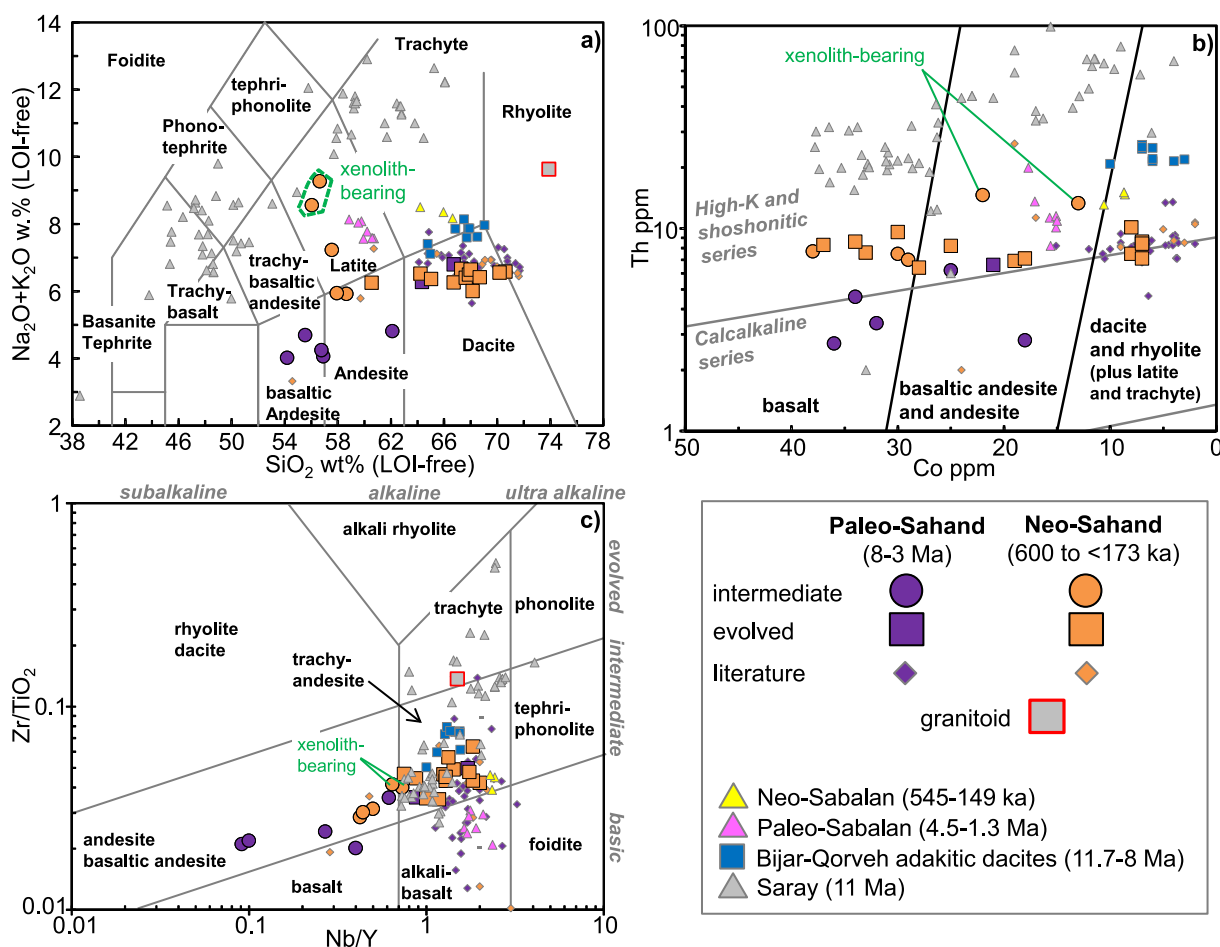 a)
14
12
10
8
6
4
2
Na2O+K2O w.% (LOI-free)
Foidite
tephri-
phonolite
Phono-
tephrite
Trachyte
Rhyolite
xenolith-
bearing
trachy-
basaltic
andesite
Latite
Trachy-
basalt
Basanite
Tephrite
Andesite
basaltic
Andesite
Dacite
38 42 46 50 54 58 62 66 70 74 78
SiO2 wt% (LOI-free)
b)
100
10
1
Th ppm
xenolith-bearing
High-K and
shoshonitic
series
Calcalkaline
series
basalt
basaltic andesite
and andesite
dacite
and rhyolite
(plus latite
and trachyte)
50 40 30 20 10 0
Co ppm
subalkaline alkaline ultra alkaline
c)
1
0.1
0.01
Zr/TiO2
alkali rhyolite
evolved
intermediate
basic
rhyolite
dacite
trachyte
phonolite
trachy-
andesite
tephri-
phonolite
xenolith-
bearing
andesite
basaltic andesite
basalt
alkali-
basalt
foidite
0.01 0.1 1 10
Nb/Y
Paleo-Sahand Neo-Sahand
(8-3 Ma) (600 to <173 ka)
intermediate
evolved
literature
granitoid
Neo-Sabalan (545-149 ka)
Paleo-Sabalan (4.5-1.3 Ma)
Bijar-Qorveh adakitic dacites (11.7-8 Ma)
Saray (11 Ma)